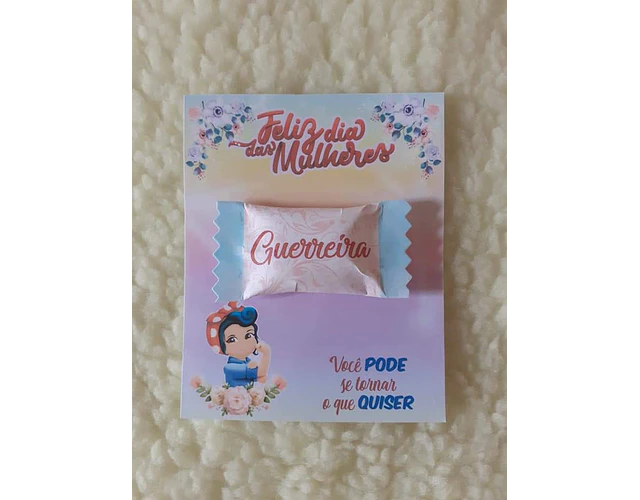 Feliz dia
das Mulheres
Guerreira
Você PODE
se tornar
o que QUISER